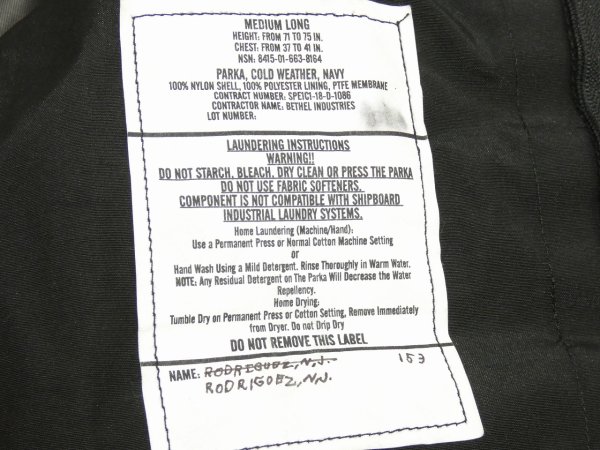 MEDIUM LONG
HEIGHT: FROM 71 TO 75 IN.
CHEST: FROM 37 TO 41 IN.
NSN: 8415-01-663-8164
PARKA, COLD WEATHER, NAVY
100% NYLON SHELL, 100% POLYESTER LINING, PTFE MEMBRANE
CONTRACT NUMBER: SPE1C1-18-D-1086
CONTRACTOR NAME: BETHEL INDUSTRIES
LOT NUMBER:
LAUNDERING INSTRUCTIONS
WARNING!!
DO NOT STARCH, BLEACH, DRY CLEAN OR PRESS THE PARKA
DO NOT USE FABRIC SOFTENERS.
COMPONENT IS NOT COMPATIBLE WITH SHIPBOARD
INDUSTRIAL LAUNDRY SYSTEMS.
Home Laundering (Machine/Hand):
Use a Permanent Press or Normal Cotton Machine Setting
or
Hand Wash Using a Mild Detergent. Rinse Thoroughly in Warm Water.
NOTE: Any Residual Detergent on The Parka Will Decrease the Water
Repellency.
Home Drying:
Tumble Dry on Permanent Press or Cotton Setting, Remove Immediately
from Dryer. Do not Drip Dry
DO NOT REMOVE THIS LABEL
NAME: RODREGUEZ, N.J. 153
RODRIGOEZ, N.J.